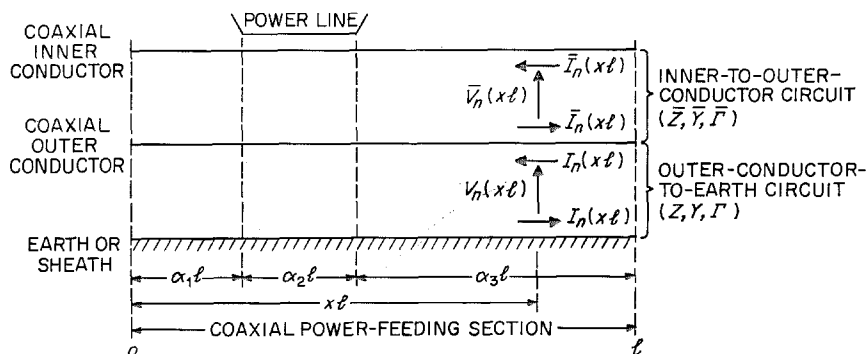 POWER LINE
COAXIAL
INNER
CONDUCTOR
Īₙ(xℓ)
V̄ₙ(xℓ)
Īₙ(xℓ)
INNER-TO-OUTER-
CONDUCTOR CIRCUIT
(Z̄, Ȳ, Γ̄)
COAXIAL
OUTER
CONDUCTOR
Iₙ(xℓ)
Vₙ(xℓ)
Iₙ(xℓ)
OUTER-CONDUCTOR-
TO-EARTH CIRCUIT
(Z, Y, Γ)
EARTH OR
SHEATH
α₁ℓ α₂ℓ α₃ℓ
xℓ
COAXIAL POWER-FEEDING SECTION
0 ℓ